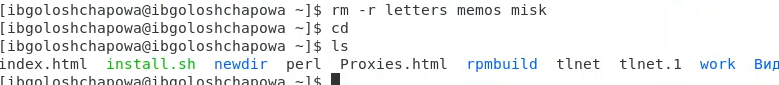 [ibgoloshchapowa@ibgoloshchapowa ~]$ rm -r letters memos misk
[ibgoloshchapowa@ibgoloshchapowa ~]$ cd
[ibgoloshchapowa@ibgoloshchapowa ~]$ ls
index.html install.sh newdir perl Proxies.html rpmbuild tlnet tlnet.1 work Вид
[ibgoloshchapowa@ibgoloshchapowa ~]$